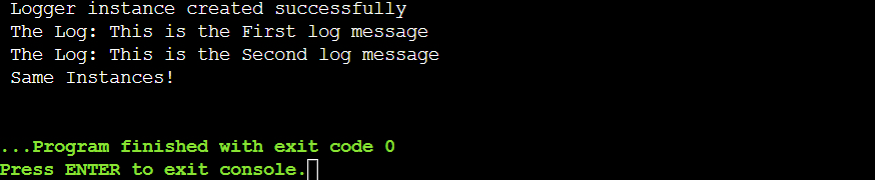 Logger instance created successfully
The Log: This is the First log message
The Log: This is the Second log message
Same Instances!
...Program finished with exit code 0
Press ENTER to exit console.